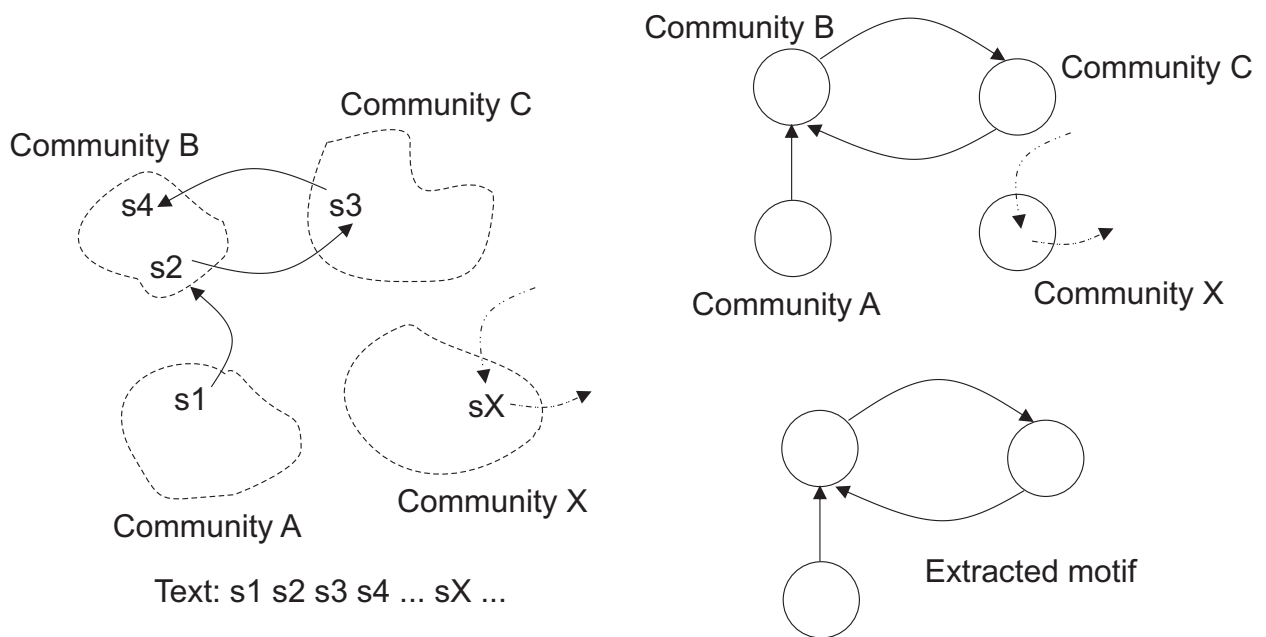 Community B
Community C
s4
s3
s2
s1
sX
Community X
Community A
Text: s1 s2 s3 s4 ... sX ...
Community B
Community C
Community A
Community X
Extracted motif